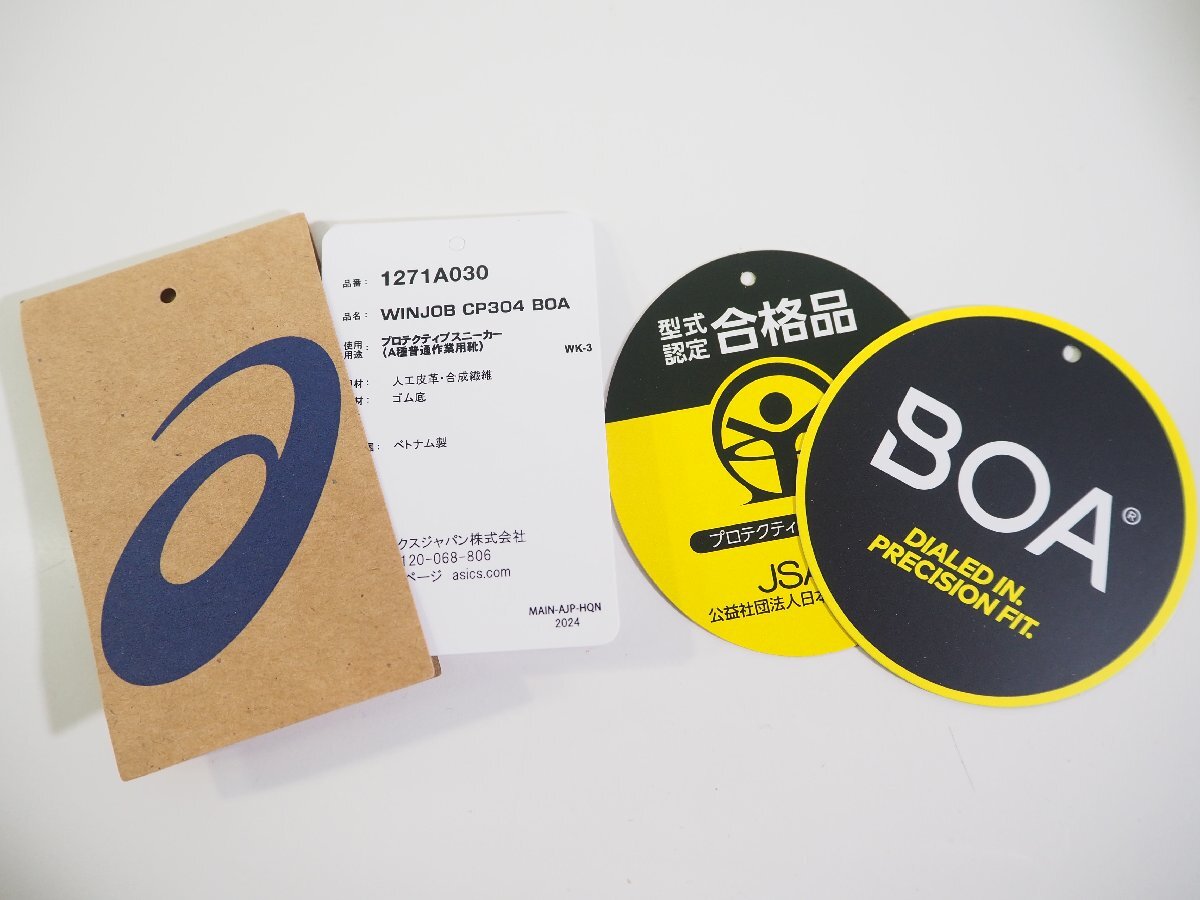 品番: 1271A030
品名: WINJOB CP304 BOA
使用用途: プロテクティブスニーカー
(A種普通作業用靴)
WK-3
材: 人工皮革・合成繊維
材: ゴム底
: ベトナム製
クスジャパン株式会社
120-068-806
ページ asics.com
MAIN-AJP-HQN
2024
型式
認定
合格品
プロテクティ
JSA
公益社団法人日本
BOA®
DIALED IN.
PRECISION FIT.